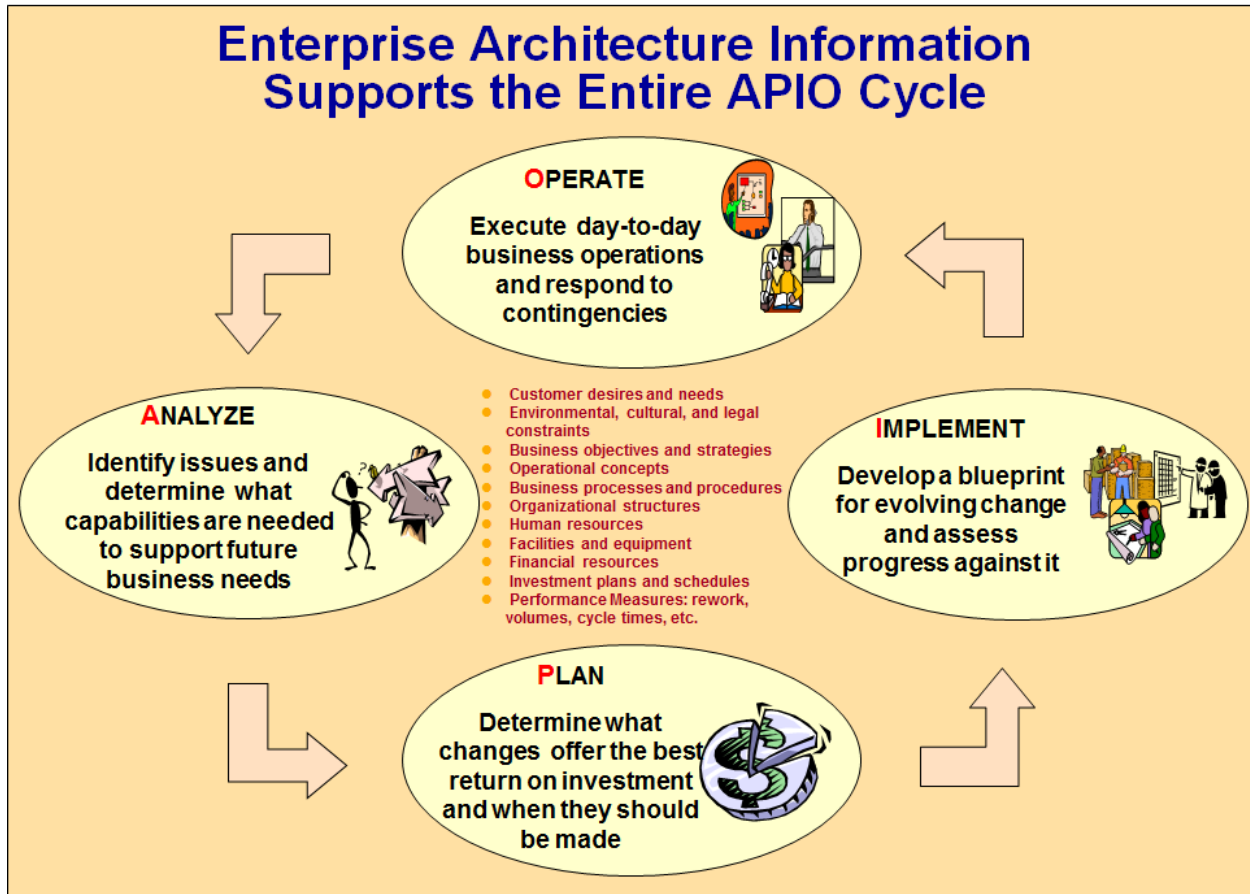 Enterprise Architecture Information
Supports the Entire APIO Cycle
OPERATE
Execute day-to-day
business operations
and respond to
contingencies
ANALYZE
Identify issues and
determine what
capabilities are needed
to support future
business needs
Customer desires and needs
Environmental, cultural, and legal
constraints
Business objectives and strategies
Operational concepts
Business processes and procedures
Organizational structures
Human resources
Facilities and equipment
Financial resources
Investment plans and schedules
Performance Measures: rework,
volumes, cycle times, etc.
IMPLEMENT
Develop a blueprint
for evolving change
and assess
progress against it
PLAN
Determine what
changes offer the best
return on investment
and when they should
be made